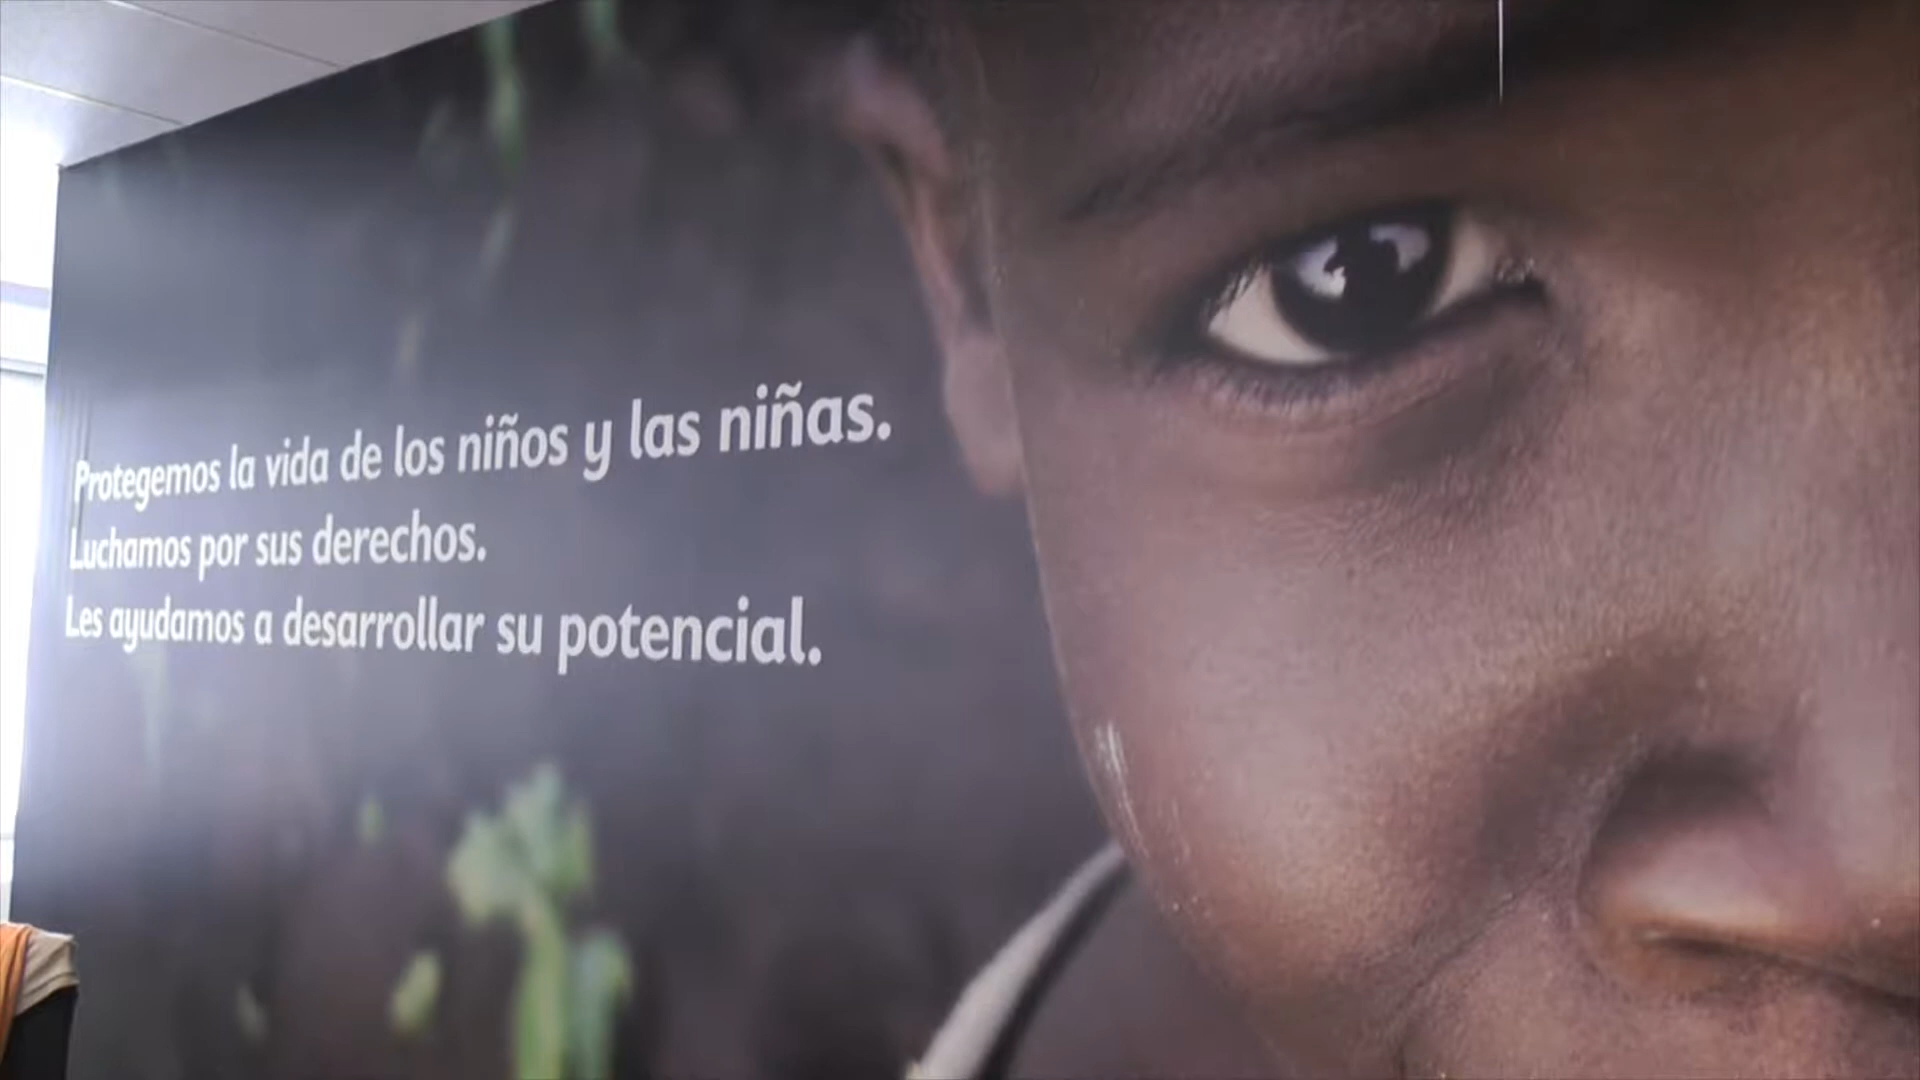 Protegemos la vida de los niños y las niñas.
Luchamos por sus derechos.
Les ayudamos a desarrollar su potencial.